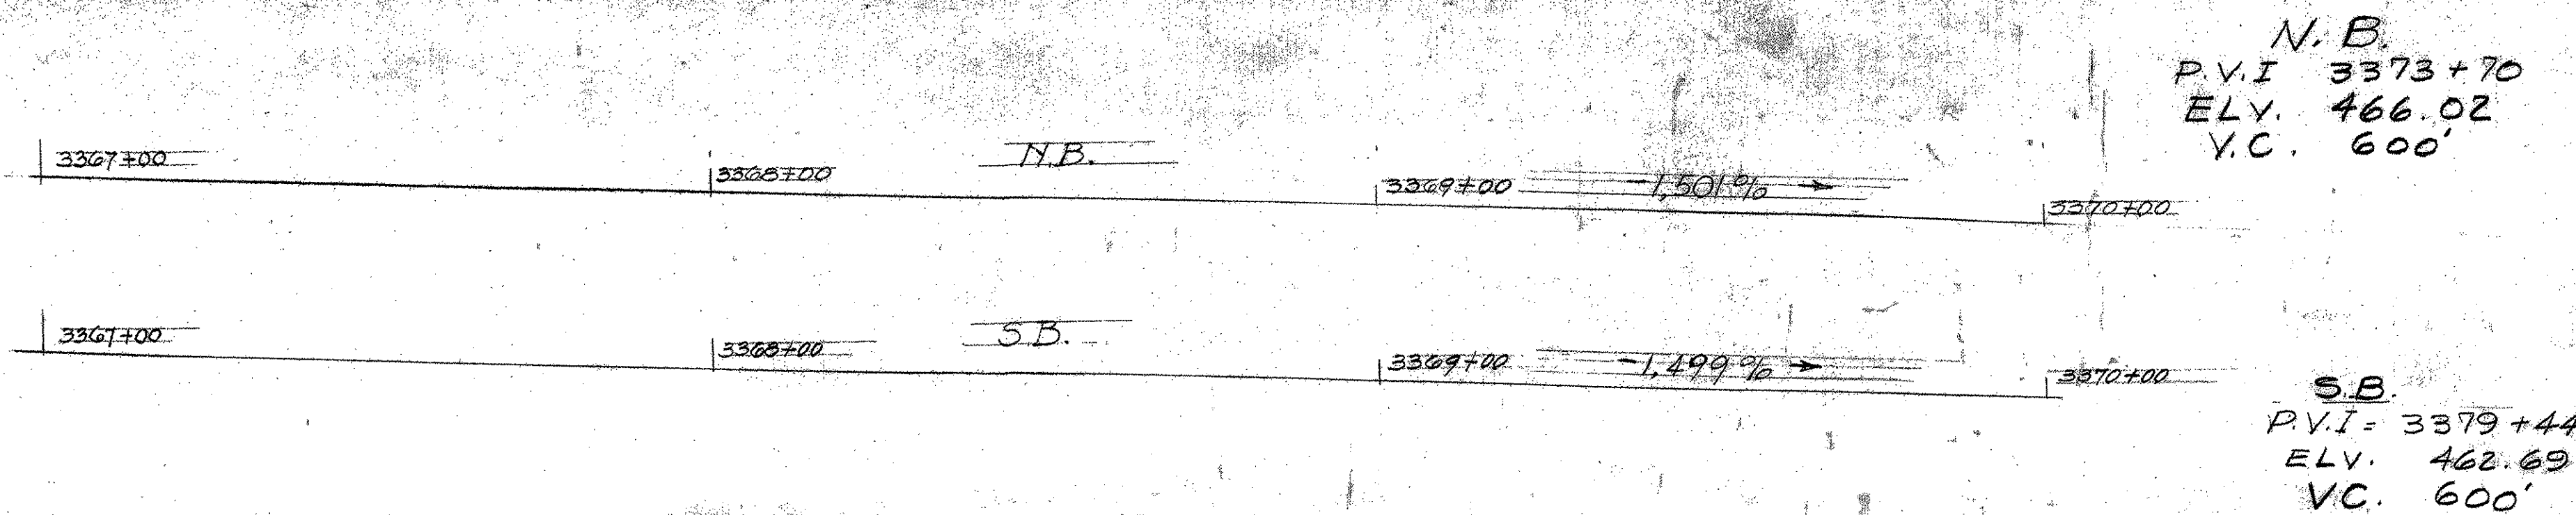 N.B.
P.V.I 3373+70
ELV. 466.02
V.C. 600'
3367+00
3368+00
N.B.
3369+00
-1,501% →
3370+00
3367+00
3368+00
S.B.
3369+00
-1,499% →
3370+00
S.B.
P.V.I = 3379+44
ELV. 462.69
VC. 600'